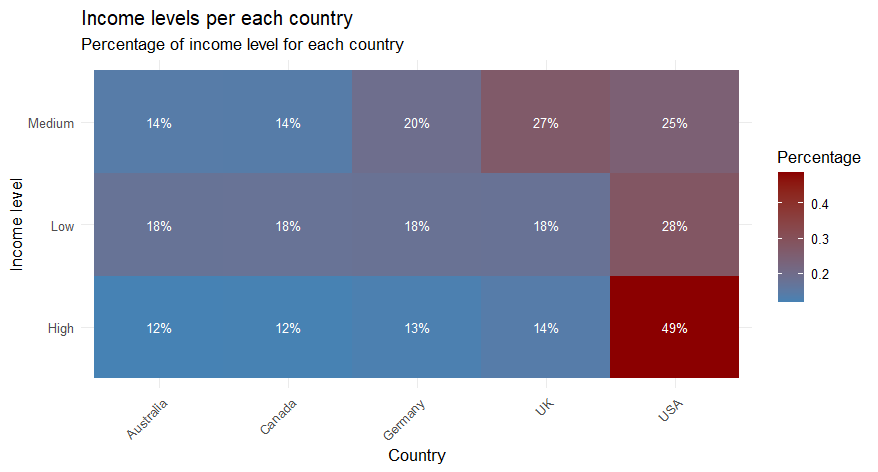 Income levels per each country
Percentage of income level for each country
Medium 14% 14% 20% 27% 25%
Low 18% 18% 18% 18% 28%
High 12% 12% 13% 14% 49%
Australia Canada Germany UK USA
Country
Income level
Percentage
0.4
0.3
0.2